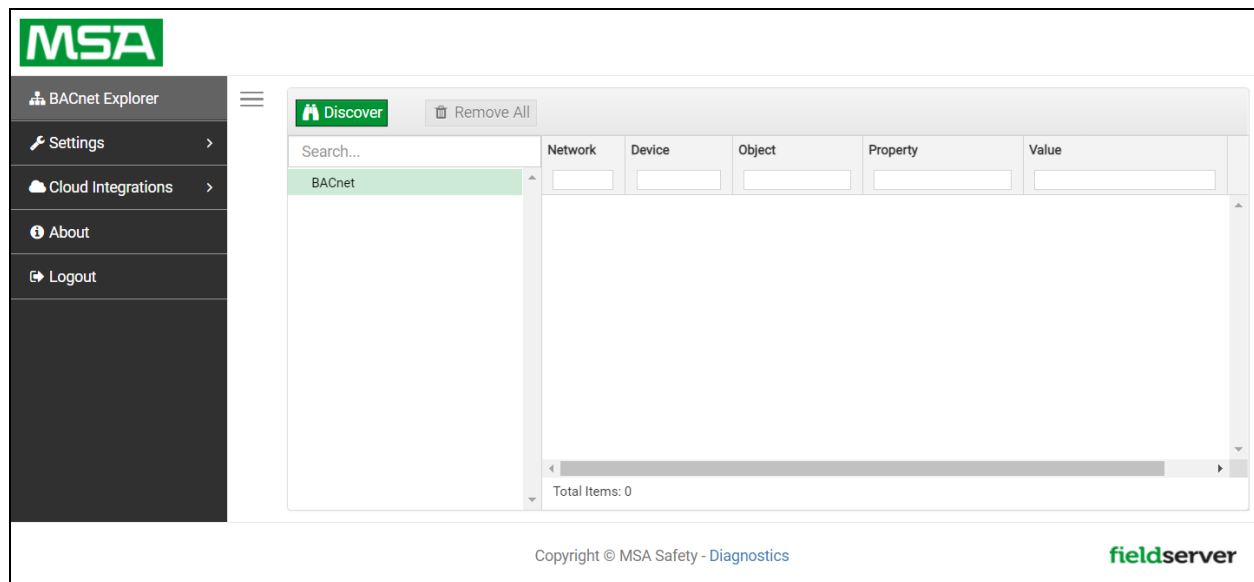 MSA
BACnet Explorer
Settings
Cloud Integrations
About
Logout
Discover
Remove All
Search...
BACnet
Network Device Object Property Value
Total Items: 0
Copyright © MSA Safety - Diagnostics
fieldserver